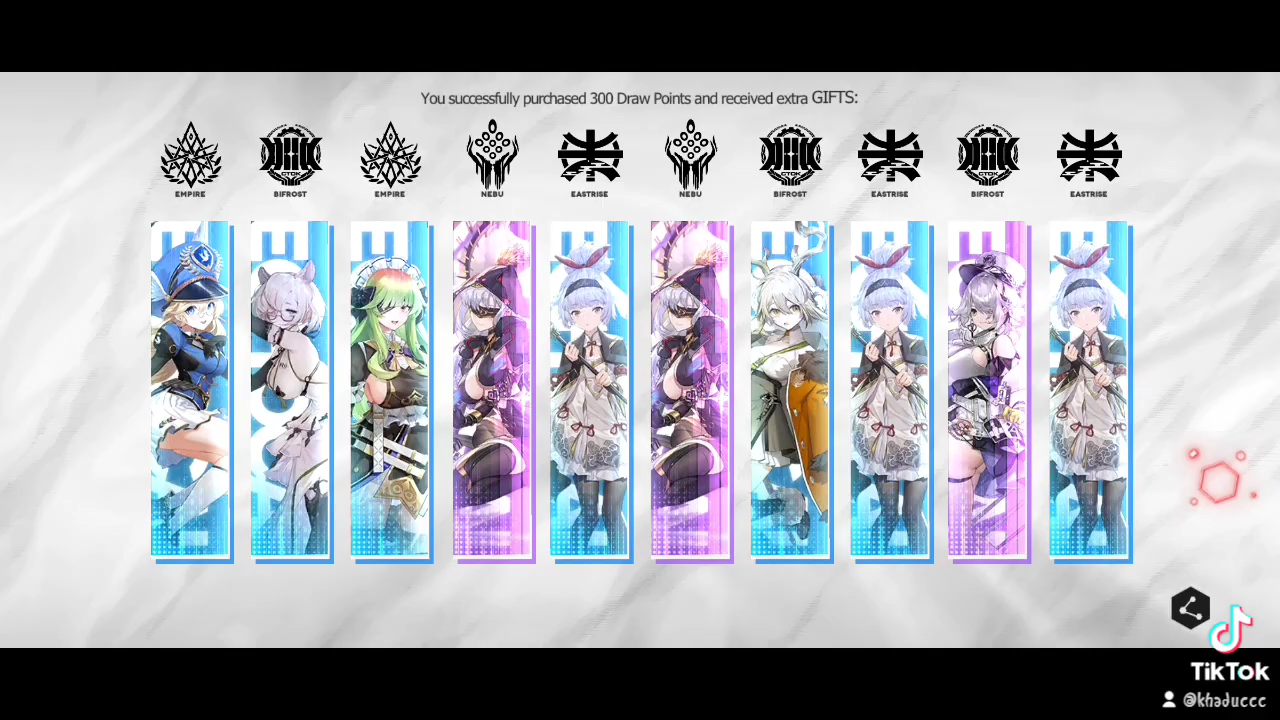 You successfully purchased 300 Draw Points and received extra GIFTS:
EMPIRE
BIFROST
EMPIRE
NEBU
EASTRISE
NEBU
BIFROST
EASTRISE
BIFROST
EASTRISE
TikTok
@khaduccc